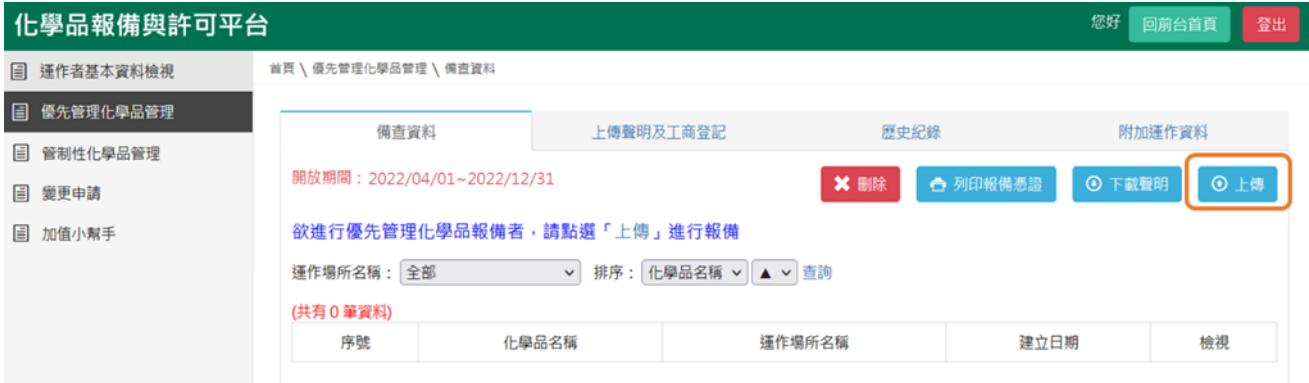 化學品報備與許可平台
您好 回前台首頁 登出
運作者基本資料檢視
首頁 \ 優先管理化學品管理 \ 備查資料
優先管理化學品管理
管制性化學品管理
變更申請
加值小幫手
備查資料 上傳聲明及工商登記 歷史紀錄 附加運作資料
開放期間：2022/04/01~2022/12/31
刪除 列印報備憑證 下載聲明 上傳
欲進行優先管理化學品報備者，請點選「上傳」進行報備
運作場所名稱： 全部 排序： 化學品名稱 ▲ 查詢
(共有 0 筆資料)
序號 化學品名稱 運作場所名稱 建立日期 檢視